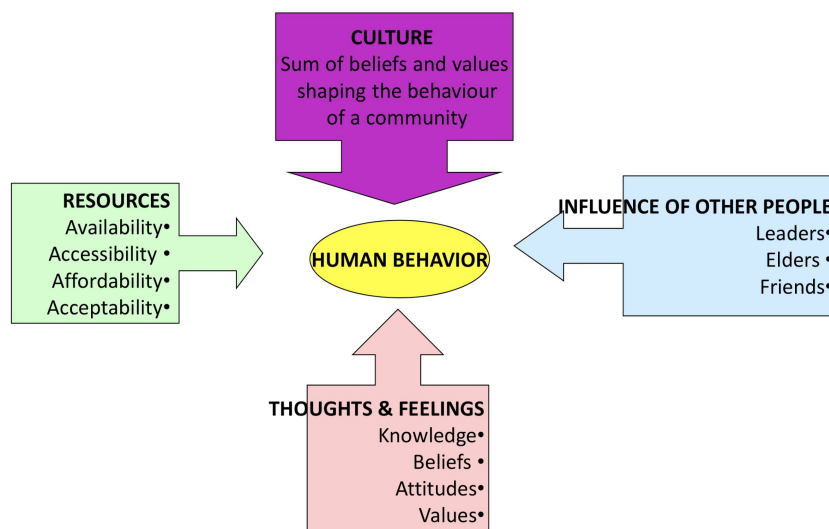 CULTURE
Sum of beliefs and values
shaping the behaviour
of a community
RESOURCES
Availability•
Accessibility •
Affordability•
Acceptability•
HUMAN BEHAVIOR
INFLUENCE OF OTHER PEOPLE
Leaders•
Elders •
Friends•
THOUGHTS & FEELINGS
Knowledge•
Beliefs •
Attitudes•
Values•